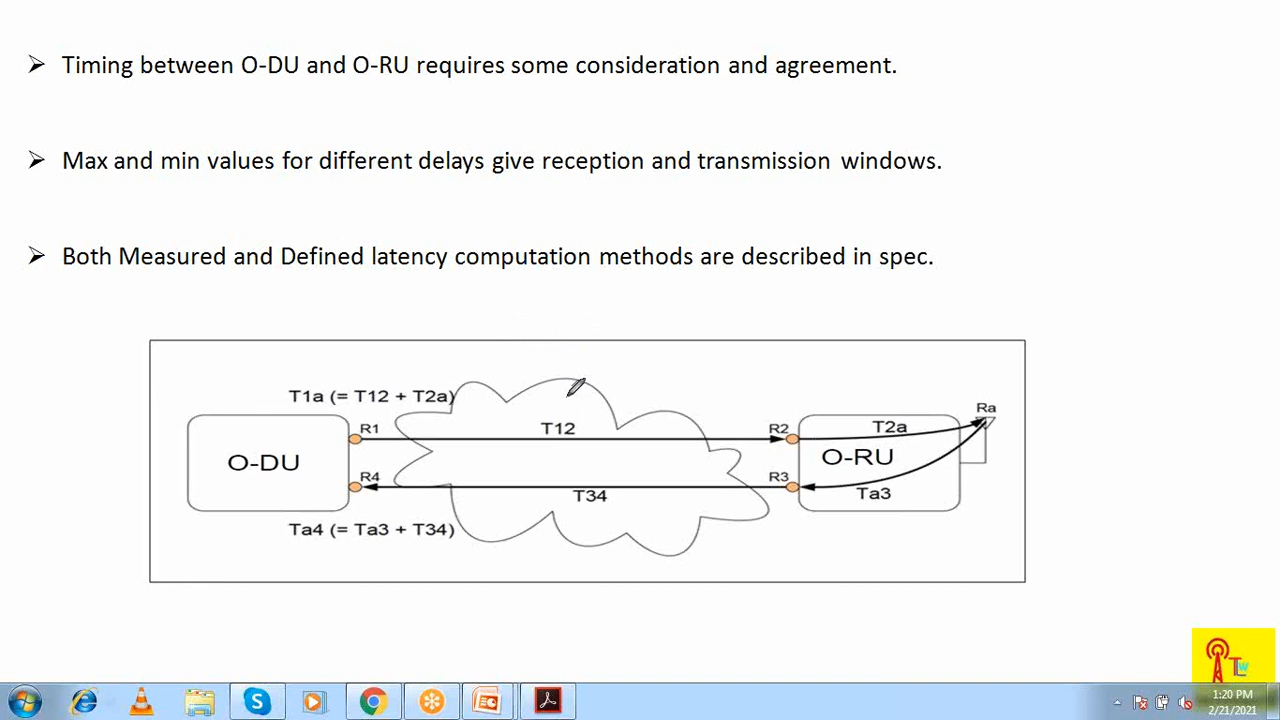 Timing between O-DU and O-RU requires some consideration and agreement.
Max and min values for different delays give reception and transmission windows.
Both Measured and Defined latency computation methods are described in spec.
T1a (= T12 + T2a)
Ra
R1
T12
R2
T2a
O-DU
O-RU
R4
R3
T34
Ta3
Ta4 (= Ta3 + T34)
TLW
1:20 PM
2/21/2021